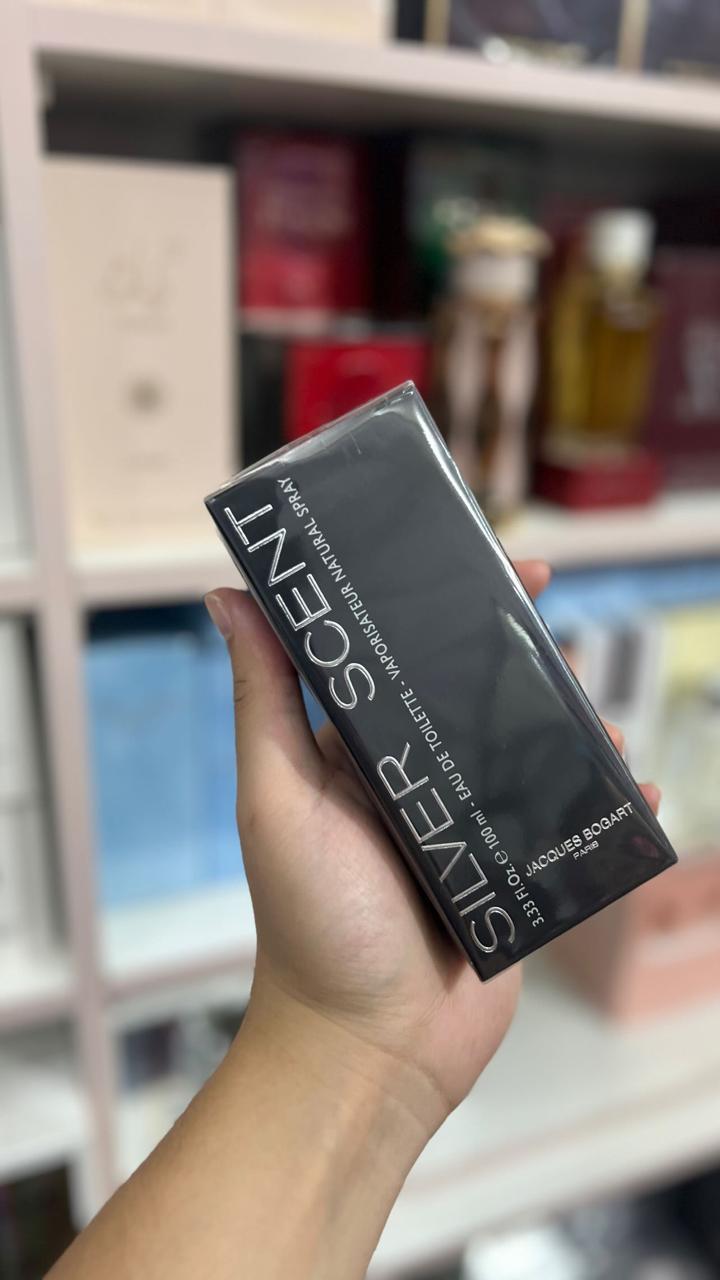 SILVER SCENT
3.33 Fl.Oz. ℮ 100 ml - EAU DE TOILETTE - VAPORISATEUR NATURAL SPRAY
JACQUES BOGART
PARIS